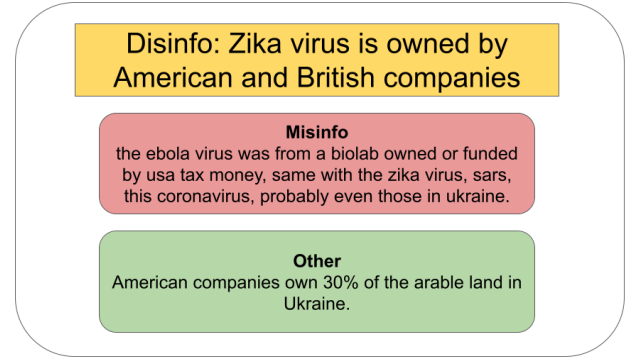 Disinfo: Zika virus is owned by
American and British companies
Misinfo
the ebola virus was from a biolab owned or funded
by usa tax money, same with the zika virus, sars,
this coronavirus, probably even those in ukraine.
Other
American companies own 30% of the arable land in
Ukraine.